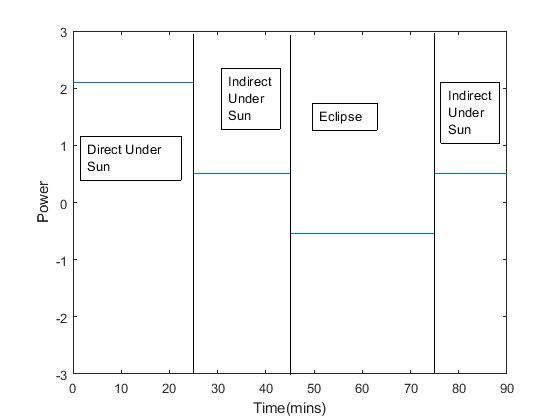 3
2
1
0
-1
-2
-3
Power
Direct Under
Sun
Indirect
Under
Sun
Eclipse
Indirect
Under
Sun
0 10 20 30 40 50 60 70 80 90
Time(mins)